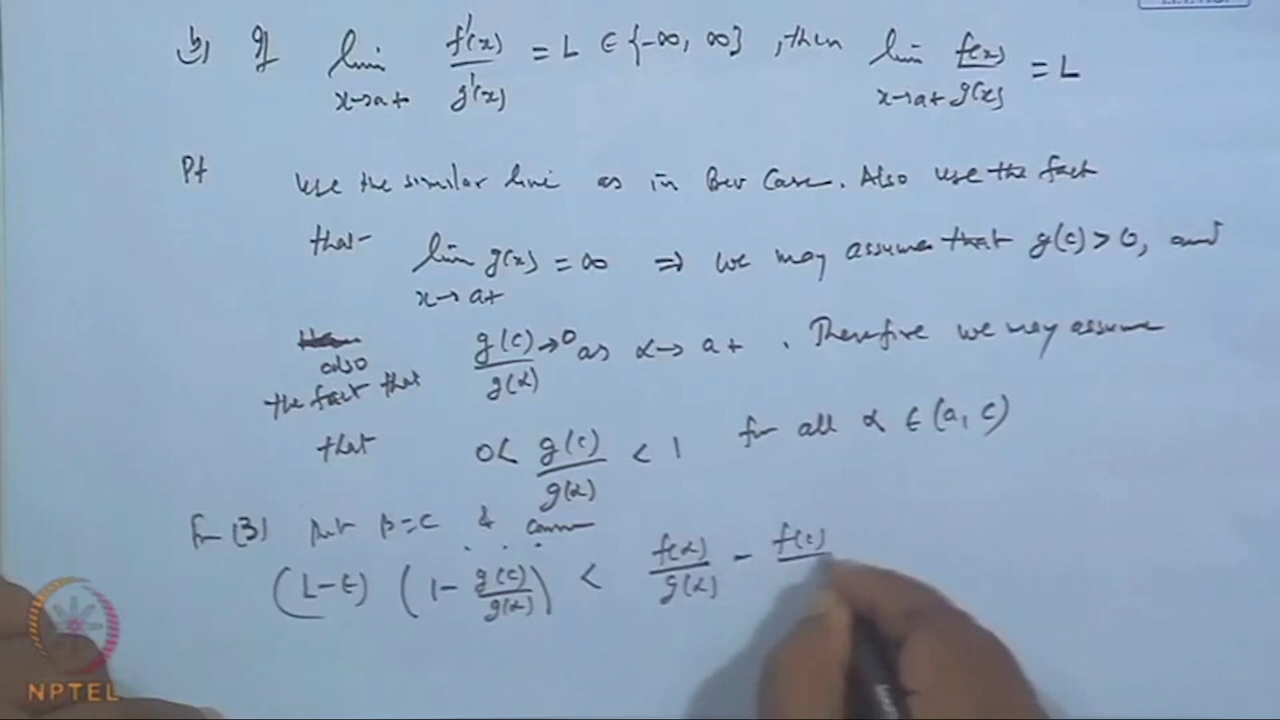 b) If lim x→a+ f'(x)/g'(x) = L ∈ {-∞, ∞}, then lim x→a+ f(x)/g(x) = L
Pf Use the similar line as in Prev Case. Also use the fact
that lim x→a+ g(x) = ∞ ⇒ we may assume that g(c) > 0, and
also the fact that g(c)/g(α) → 0 as α → a+. Therefore we may assume
that 0 < g(c)/g(α) < 1 for all α ∈ (a, c)
From (3) put β = c &
(L-ε) (1 - g(c)/g(α)) < f(α)/g(α) - f(c)
NPTEL